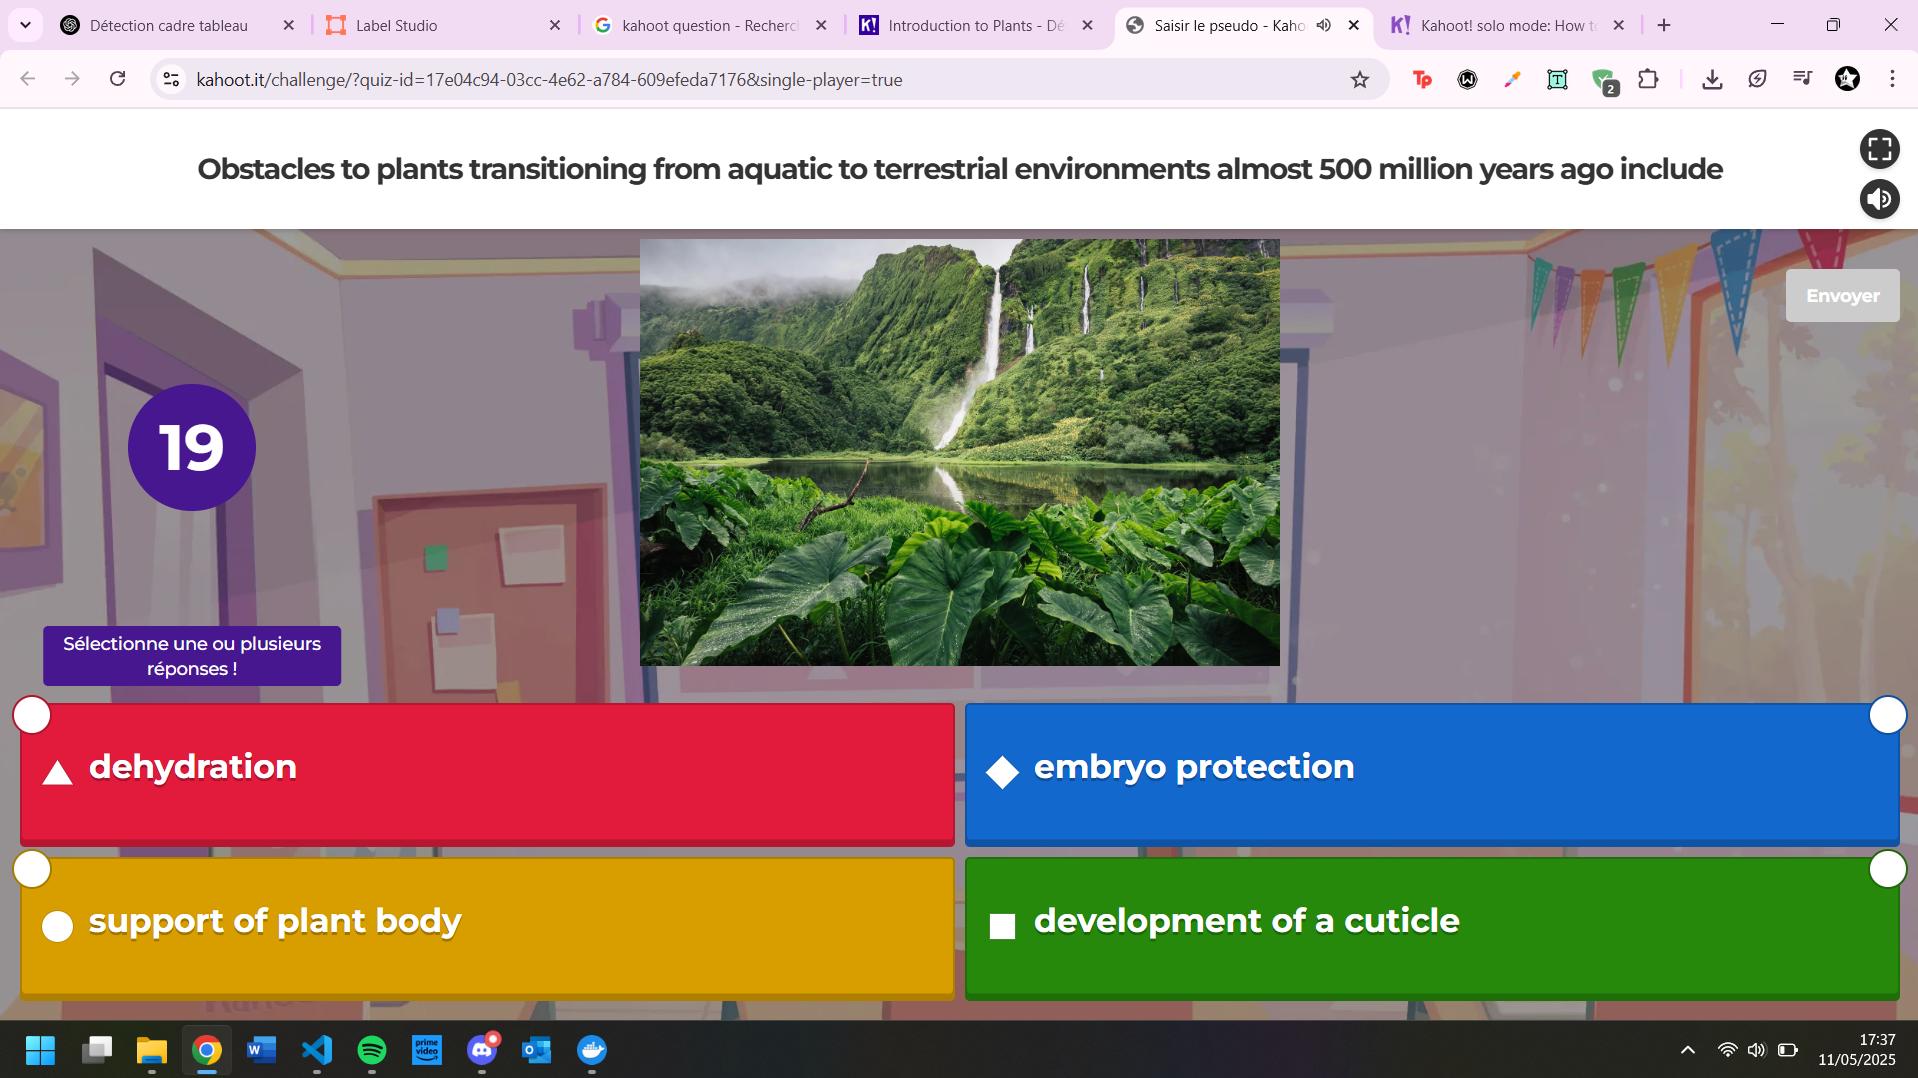 Détection cadre tableau
Label Studio
kahoot question - Recherc
Introduction to Plants - Dé
Saisir le pseudo - Kaho
Kahoot! solo mode: How t
kahoot.it/challenge/?quiz-id=17e04c94-03cc-4e62-a784-609efeda7176&single-player=true
2
Obstacles to plants transitioning from aquatic to terrestrial environments almost 500 million years ago include
Envoyer
19
Sélectionne une ou plusieurs
réponses !
dehydration
embryo protection
support of plant body
development of a cuticle
prime
video
17:37
11/05/2025